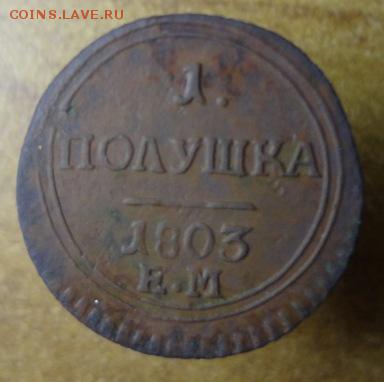 COINS.LAVE.RU
1.
ПОЛУШКА
1803
Е.М